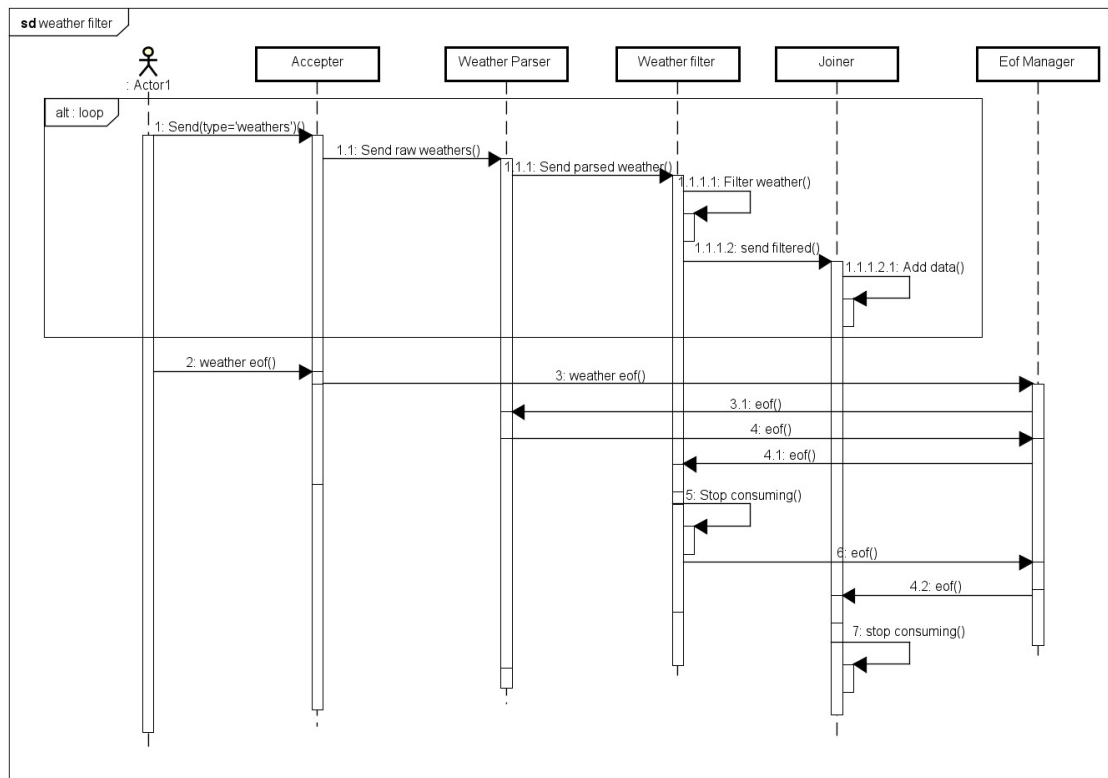 sd weather filter
: Actor1
Accepter
Weather Parser
Weather filter
Joiner
Eof Manager
alt : loop
1: Send(type='weathers')()
1.1: Send raw weathers()
1.1.1: Send parsed weather()
1.1.1.1: Filter weather()
1.1.1.2: send filtered()
1.1.1.2.1: Add data()
2: weather eof()
3: weather eof()
3.1: eof()
4: eof()
4.1: eof()
5: Stop consuming()
6: eof()
4.2: eof()
7: stop consuming()